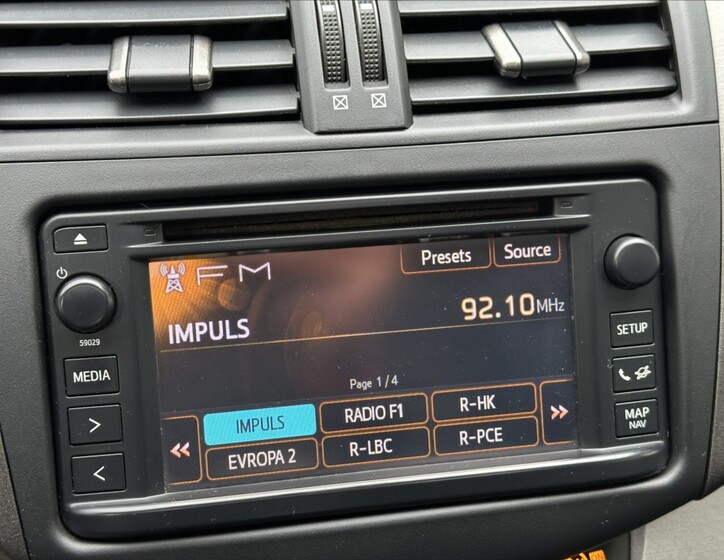 FM
Presets
Source
92.10MHz
IMPULS
Page 1 / 4
IMPULS
RADIO F1
R-HK
EVROPA 2
R-LBC
R-PCE
59029
MEDIA
SETUP
MAP
NAV